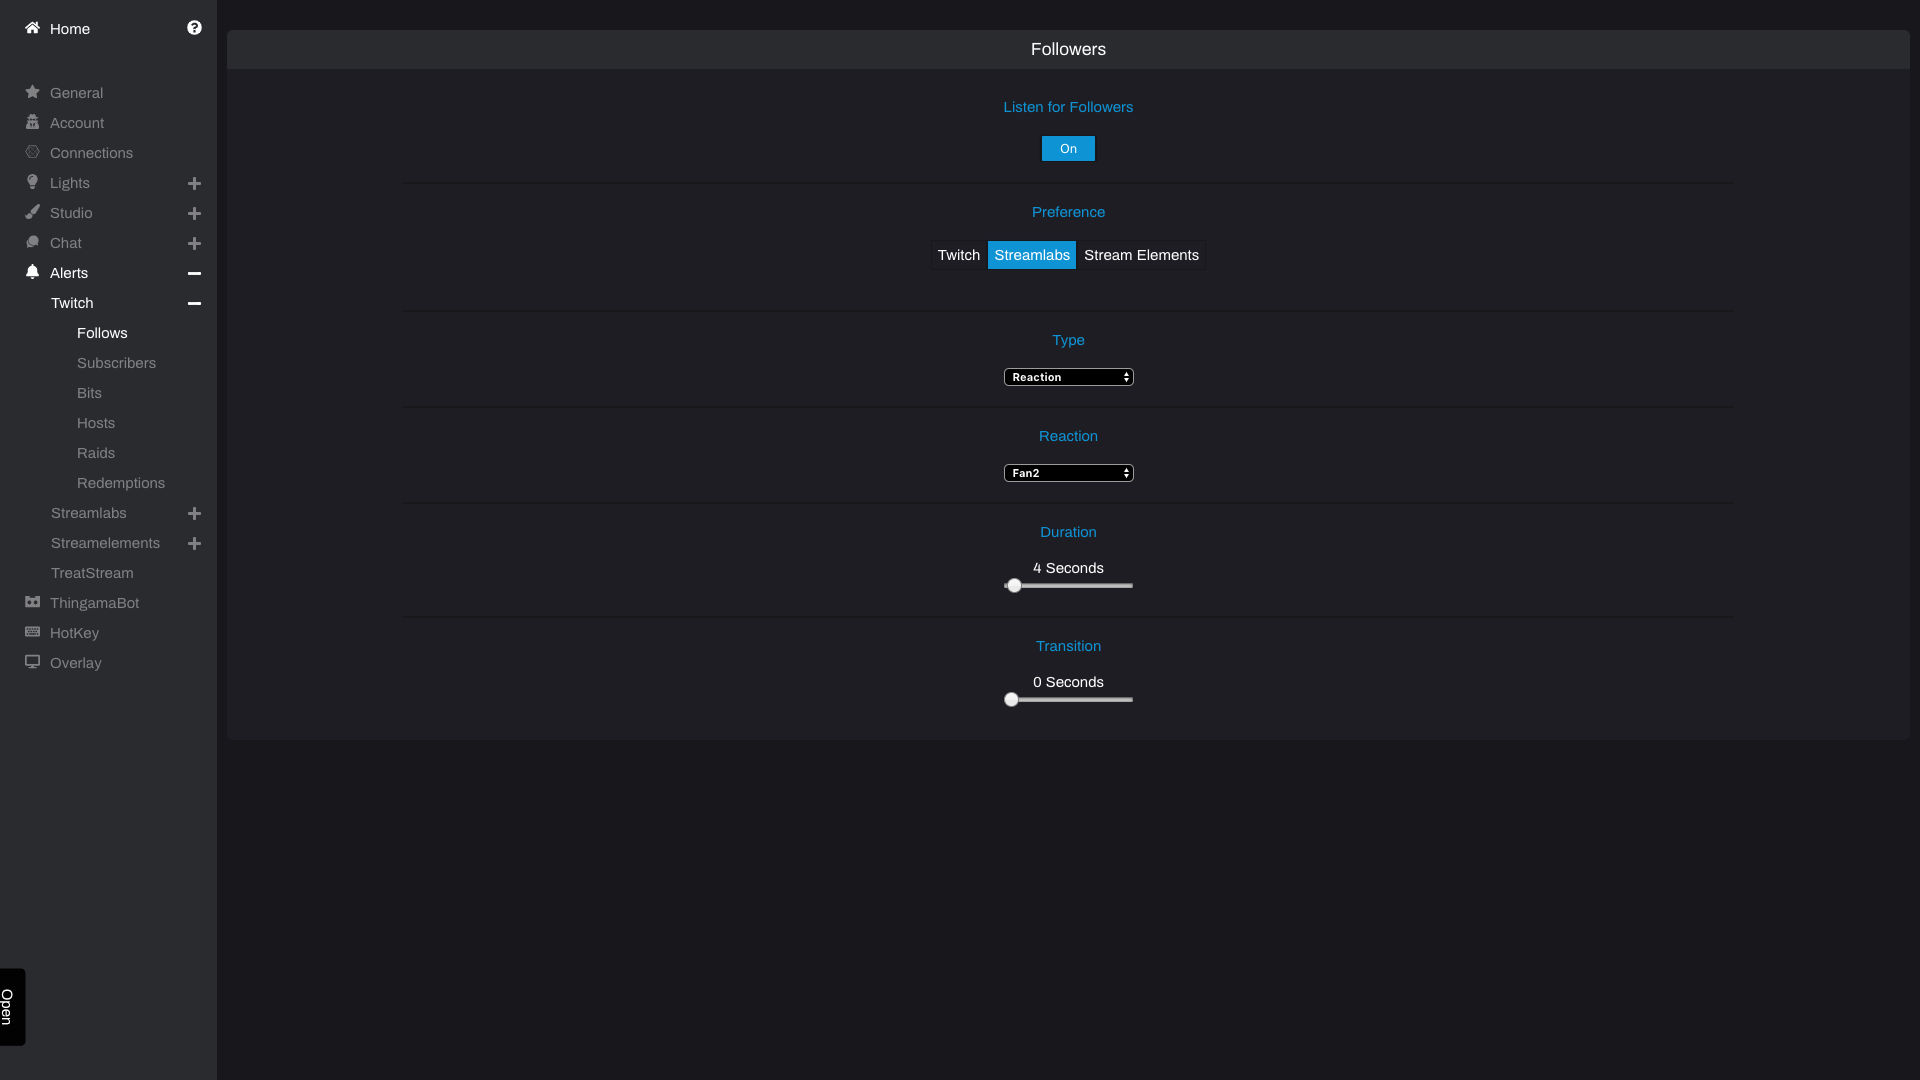 Home
General
Account
Connections
Lights
Studio
Chat
Alerts
Twitch
Follows
Subscribers
Bits
Hosts
Raids
Redemptions
Streamlabs
Streamelements
TreatStream
ThingamaBot
HotKey
Overlay
Open
Followers
Listen for Followers
On
Preference
Twitch Streamlabs Stream Elements
Type
Reaction
Reaction
Fan2
Duration
4 Seconds
Transition
0 Seconds